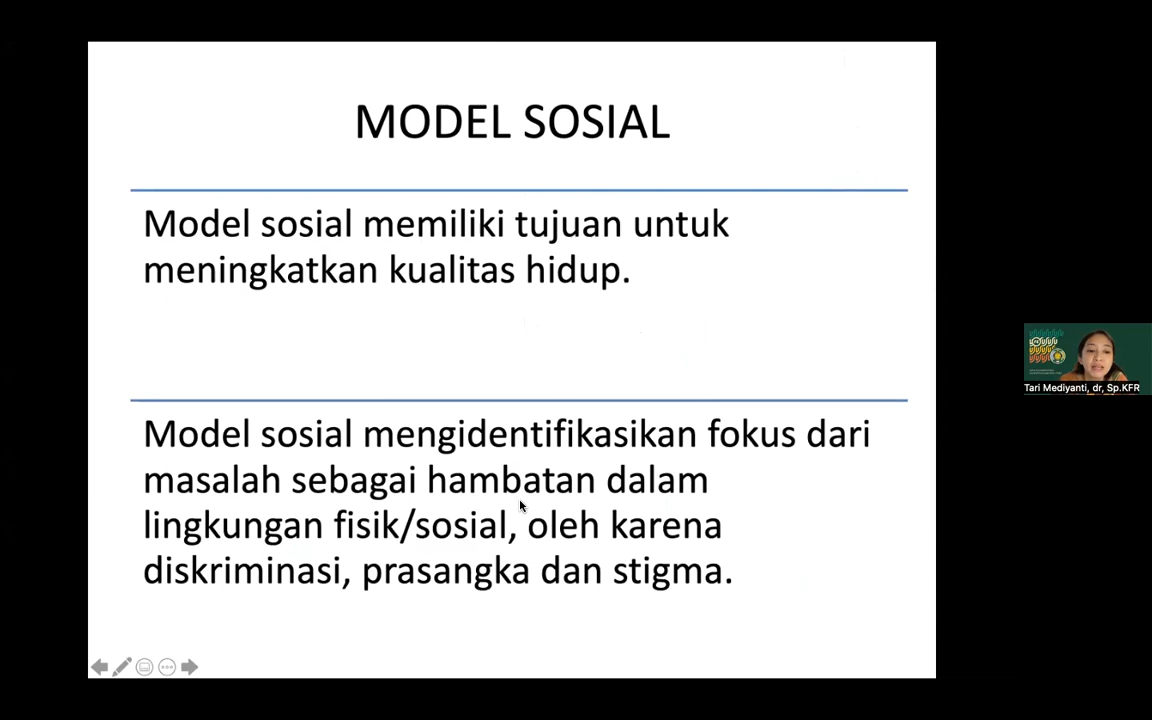 MODEL SOSIAL
Model sosial memiliki tujuan untuk
meningkatkan kualitas hidup.
Model sosial mengidentifikasikan fokus dari
masalah sebagai hambatan dalam
lingkungan fisik/sosial, oleh karena
diskriminasi, prasangka dan stigma.
Tari Mediyanti, dr, Sp.KFR